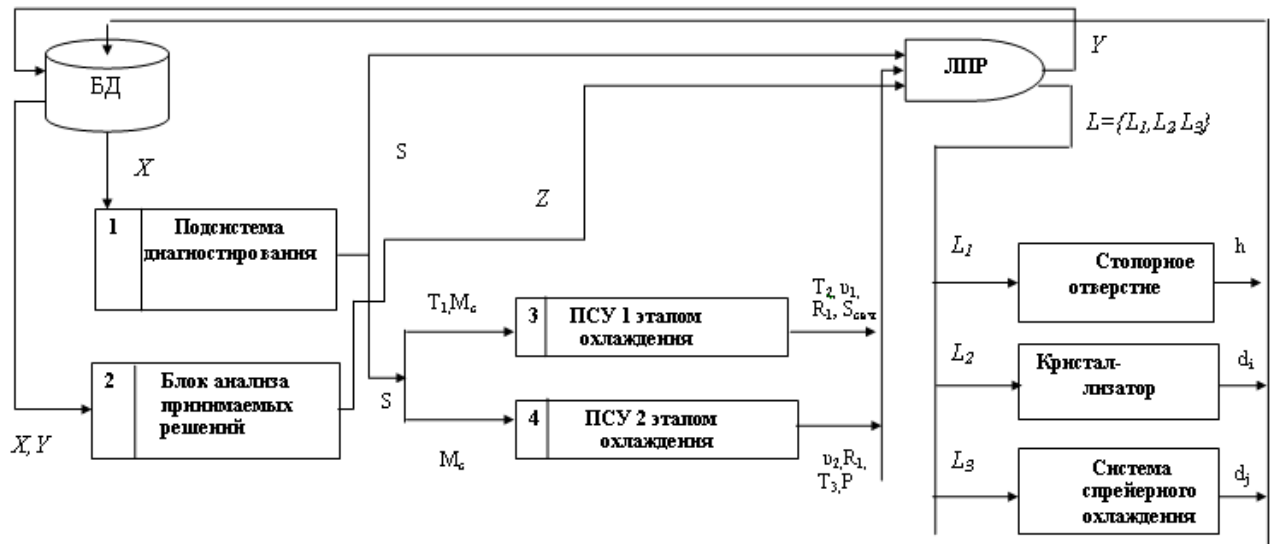 БД
ЛПР
Y
L={L₁, L₂ L₃}
X
S
Z
1
Подсистема
диагностирования
L₁
Стопорное
отверстие
h
T₁,Mₑ
3
ПСУ 1 этапом
охлаждения
T₂, υ₁,
R₁, Sсеч
2
Блок анализа
принимаемых
решений
L₂
Кристал-
лизатор
dᵢ
S
4
ПСУ 2 этапом
охлаждения
X, Y
Mₑ
υ₂,R₁,
T₃,P
L₃
Система
спрейерного
охлаждения
dⱼ